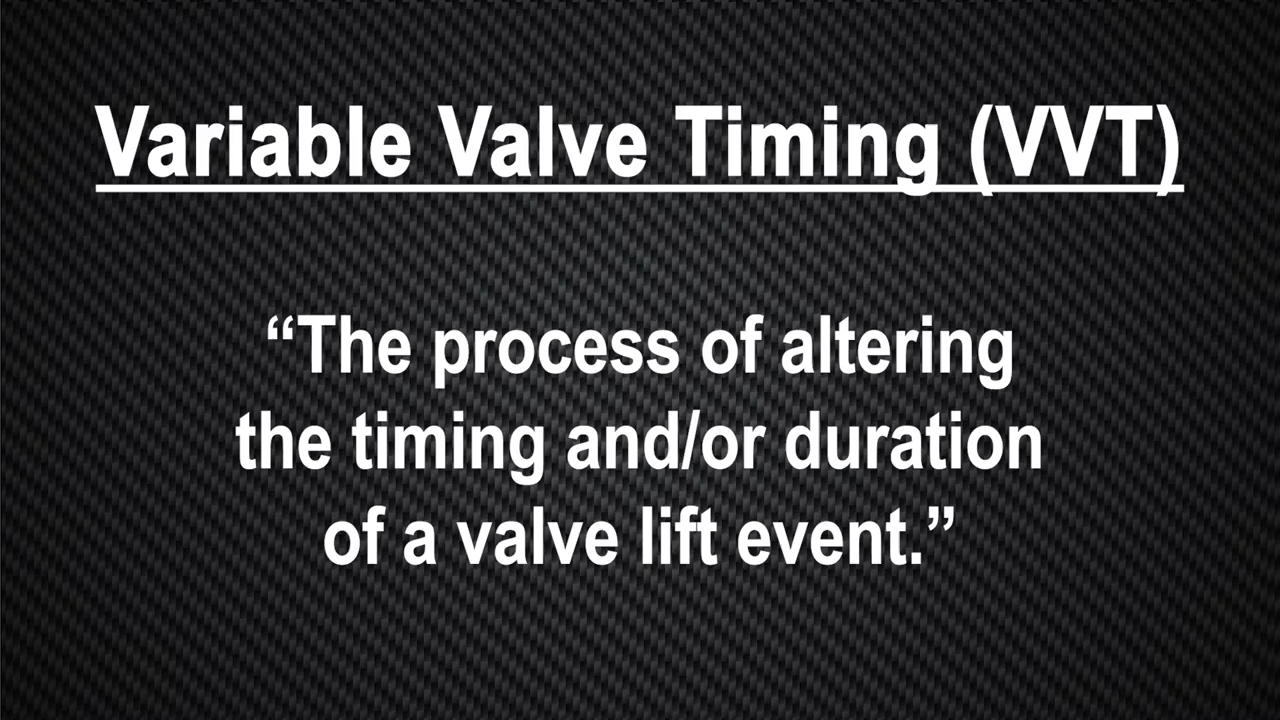 Variable Valve Timing (VVT)
“The process of altering
the timing and/or duration
of a valve lift event.”